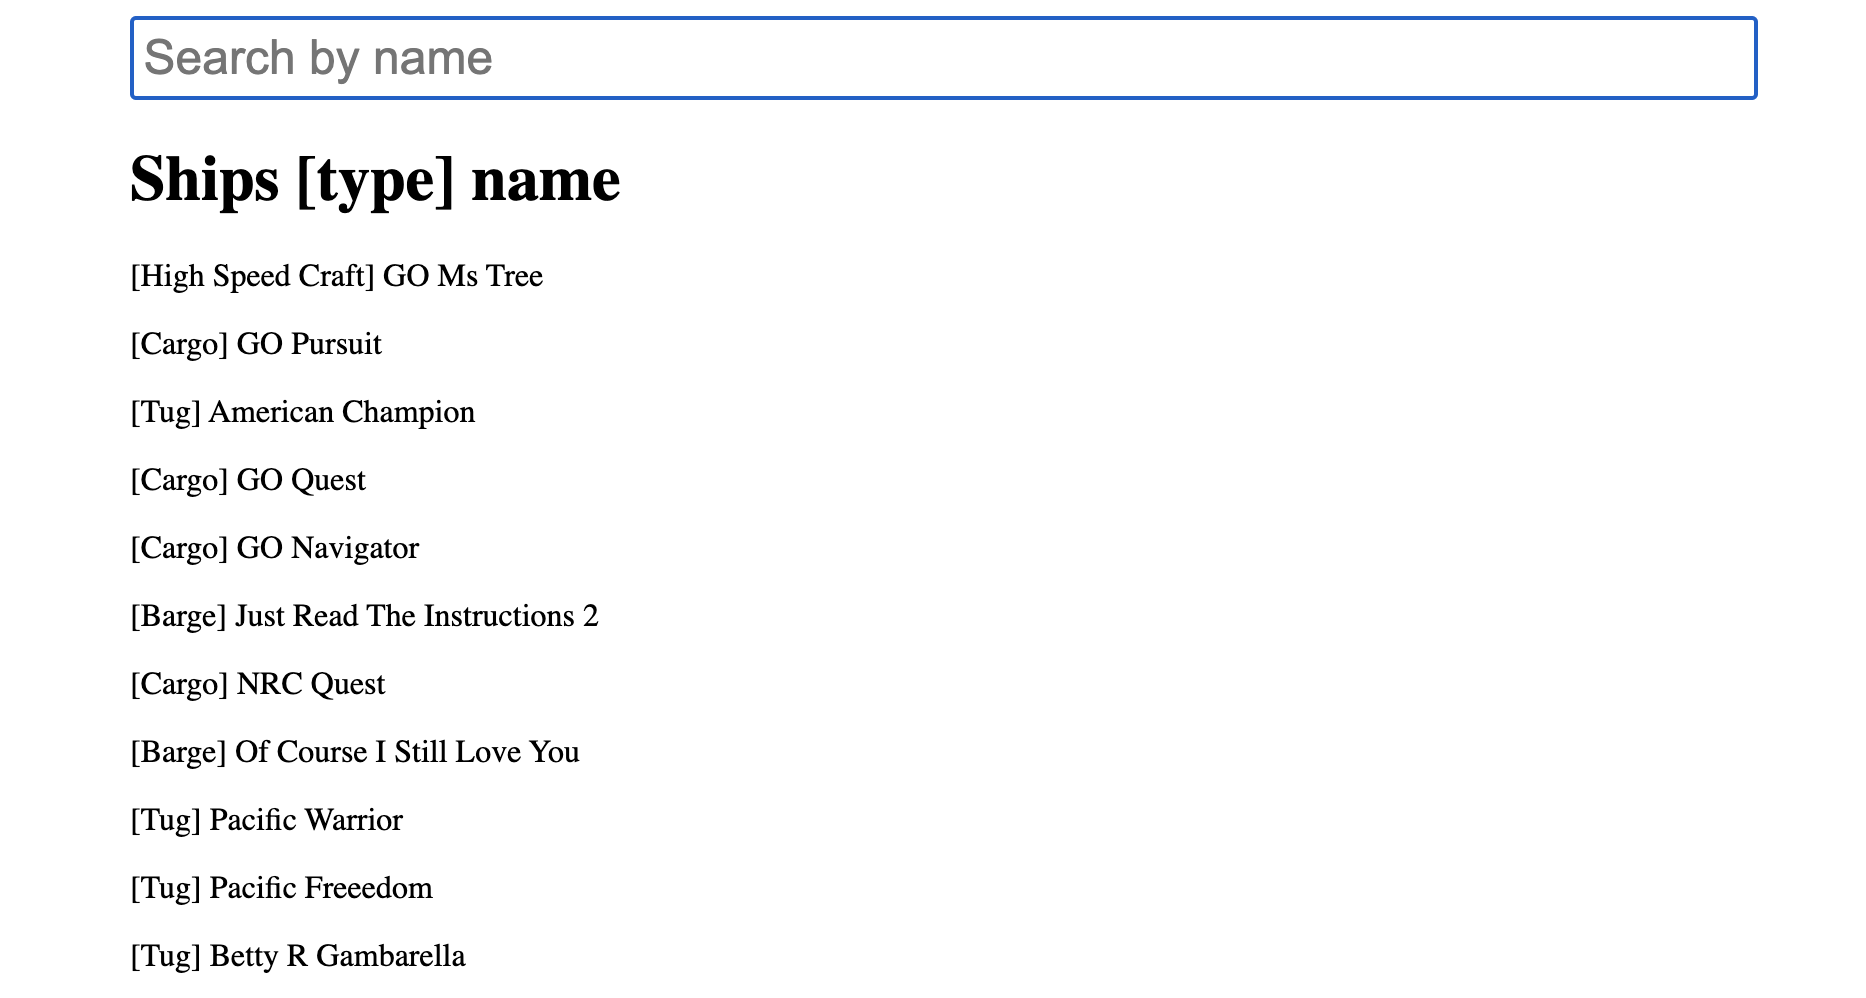 Search by name
Ships [type] name
[High Speed Craft] GO Ms Tree
[Cargo] GO Pursuit
[Tug] American Champion
[Cargo] GO Quest
[Cargo] GO Navigator
[Barge] Just Read The Instructions 2
[Cargo] NRC Quest
[Barge] Of Course I Still Love You
[Tug] Pacific Warrior
[Tug] Pacific Freeedom
[Tug] Betty R Gambarella